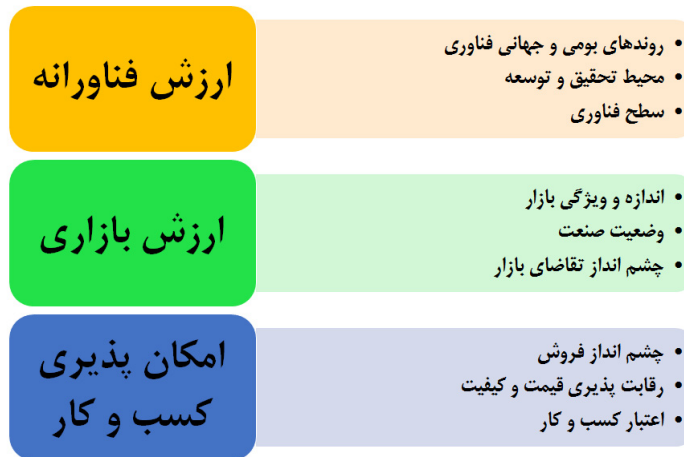 ارزش فناورانه
روندهای بومی و جهانی فناوری
محیط تحقیق و توسعه
سطح فناوری
ارزش بازاری
اندازه و ویژگی بازار
وضعیت صنعت
چشم انداز تقاضای بازار
امکان پذیری
کسب و کار
چشم انداز فروش
رقابت پذیری قیمت و کیفیت
اعتبار کسب و کار